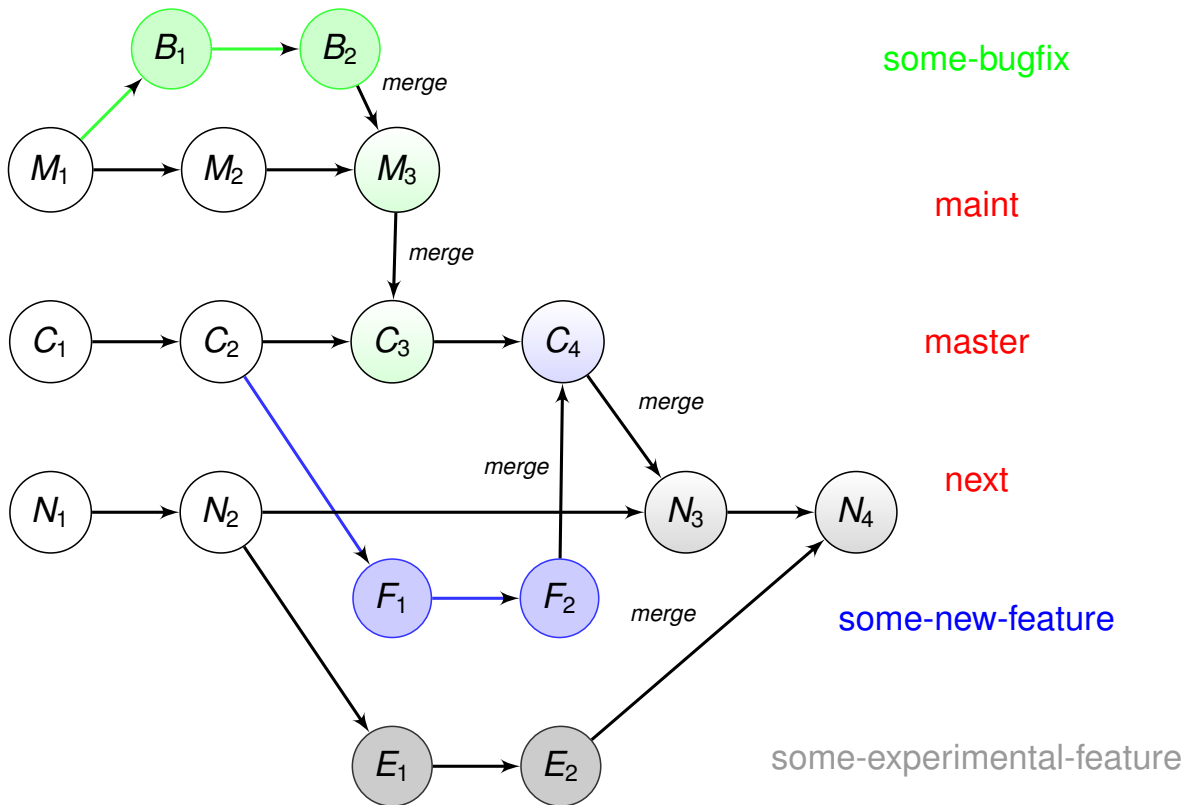 B1 B2 some-bugfix
merge
M1 M2 M3 maint
merge
C1 C2 C3 C4 master
merge
merge next
N1 N2 N3 N4
F1 F2 merge some-new-feature
E1 E2 some-experimental-feature